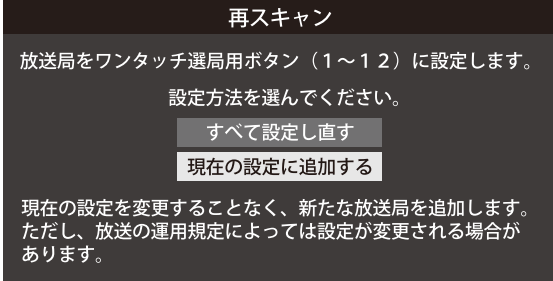 再スキャン
放送局をワンタッチ選局用ボタン（１～１２）に設定します。
設定方法を選んでください。
すべて設定し直す
現在の設定に追加する
現在の設定を変更することなく、新たな放送局を追加します。
ただし、放送の運用規定によっては設定が変更される場合が
あります。